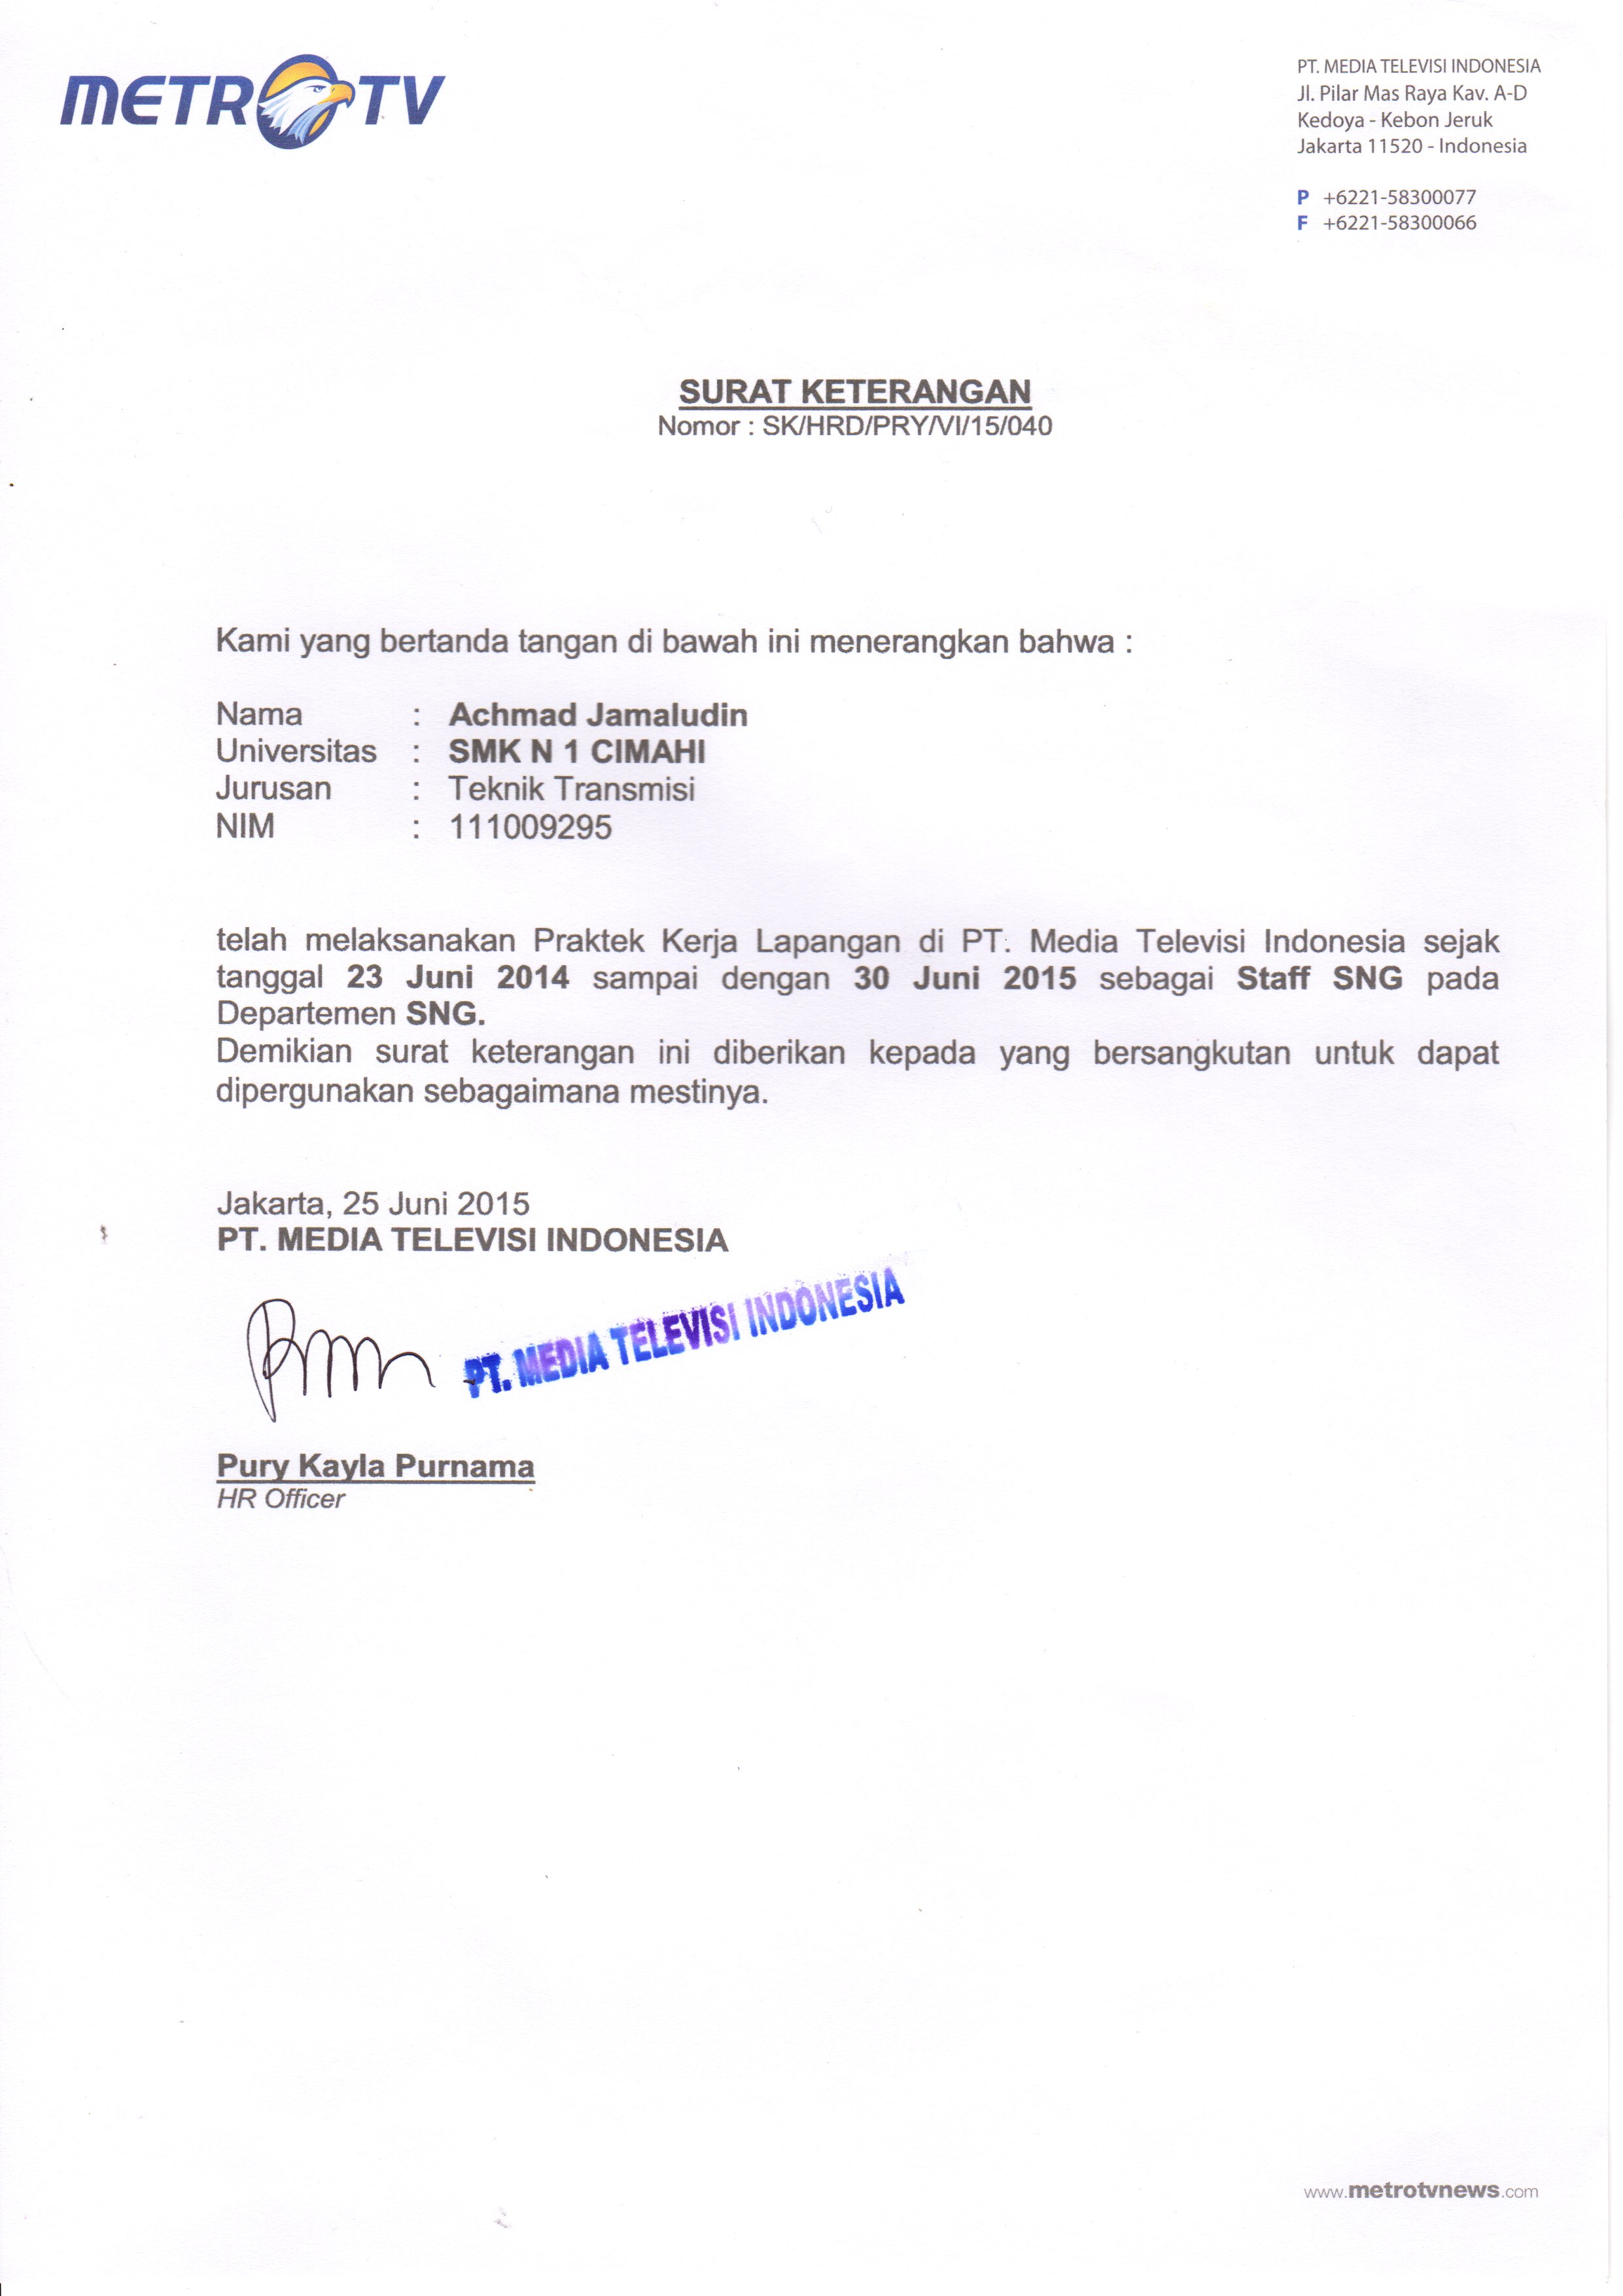 METRO TV
PT. MEDIA TELEVISI INDONESIA
Jl. Pilar Mas Raya Kav. A-D
Kedoya - Kebon Jeruk
Jakarta 11520 - Indonesia
P +6221-58300077
F +6221-58300066
SURAT KETERANGAN
Nomor : SK/HRD/PRY/VI/15/040
Kami yang bertanda tangan di bawah ini menerangkan bahwa :
Nama : Achmad Jamaludin
Universitas : SMK N 1 CIMAHI
Jurusan : Teknik Transmisi
NIM : 111009295
telah melaksanakan Praktek Kerja Lapangan di PT. Media Televisi Indonesia sejak
tanggal 23 Juni 2014 sampai dengan 30 Juni 2015 sebagai Staff SNG pada
Departemen SNG.
Demikian surat keterangan ini diberikan kepada yang bersangkutan untuk dapat
dipergunakan sebagaimana mestinya.
Jakarta, 25 Juni 2015
PT. MEDIA TELEVISI INDONESIA
PT. MEDIA TELEVISI INDONESIA
Pury Kayla Purnama
HR Officer
www.metrotvnews.com